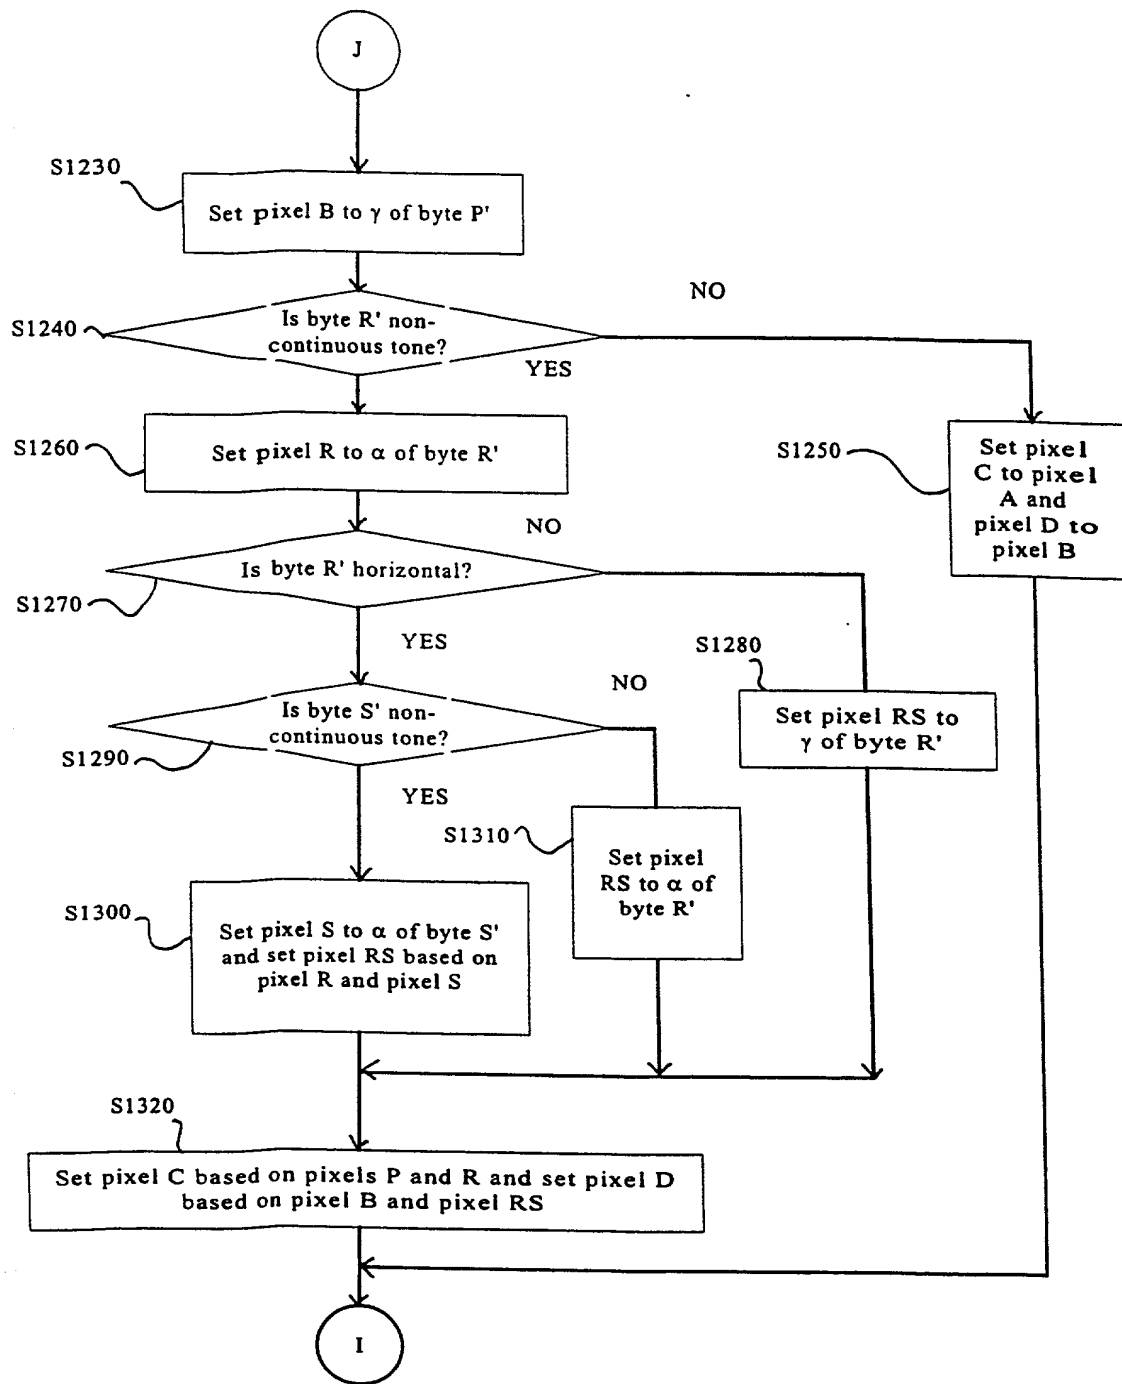 J
S1230
Set pixel B to γ of byte P'
NO
S1240
Is byte R' non-
continuous tone?
YES
S1260
Set pixel R to α of byte R'
S1250
Set pixel
C to pixel
A and
pixel D to
pixel B
NO
Is byte R' horizontal?
S1270
YES
S1280
NO
Set pixel RS to
γ of byte R'
Is byte S' non-
continuous tone?
S1290
YES
S1310
Set pixel
RS to α of
byte R'
S1300
Set pixel S to α of byte S'
and set pixel RS based on
pixel R and pixel S
S1320
Set pixel C based on pixels P and R and set pixel D
based on pixel B and pixel RS
I